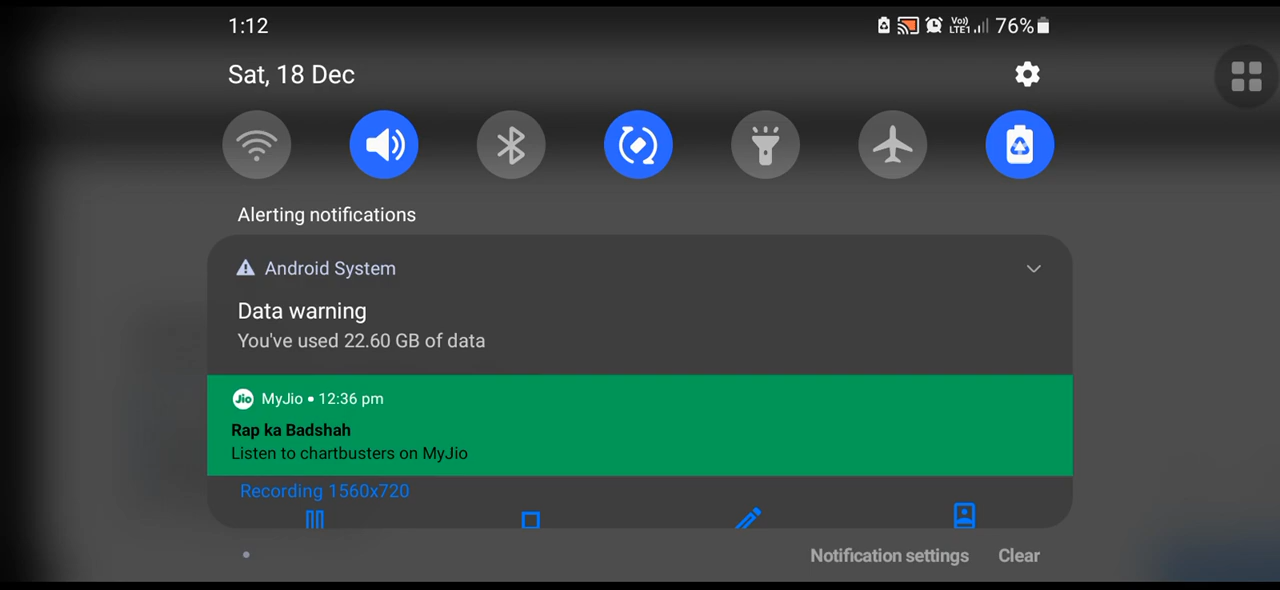 1:12
Vo)) LTE1 76%
Sat, 18 Dec
Alerting notifications
Android System
Data warning
You've used 22.60 GB of data
Jio MyJio • 12:36 pm
Rap ka Badshah
Listen to chartbusters on MyJio
Recording 1560x720
Notification settings Clear